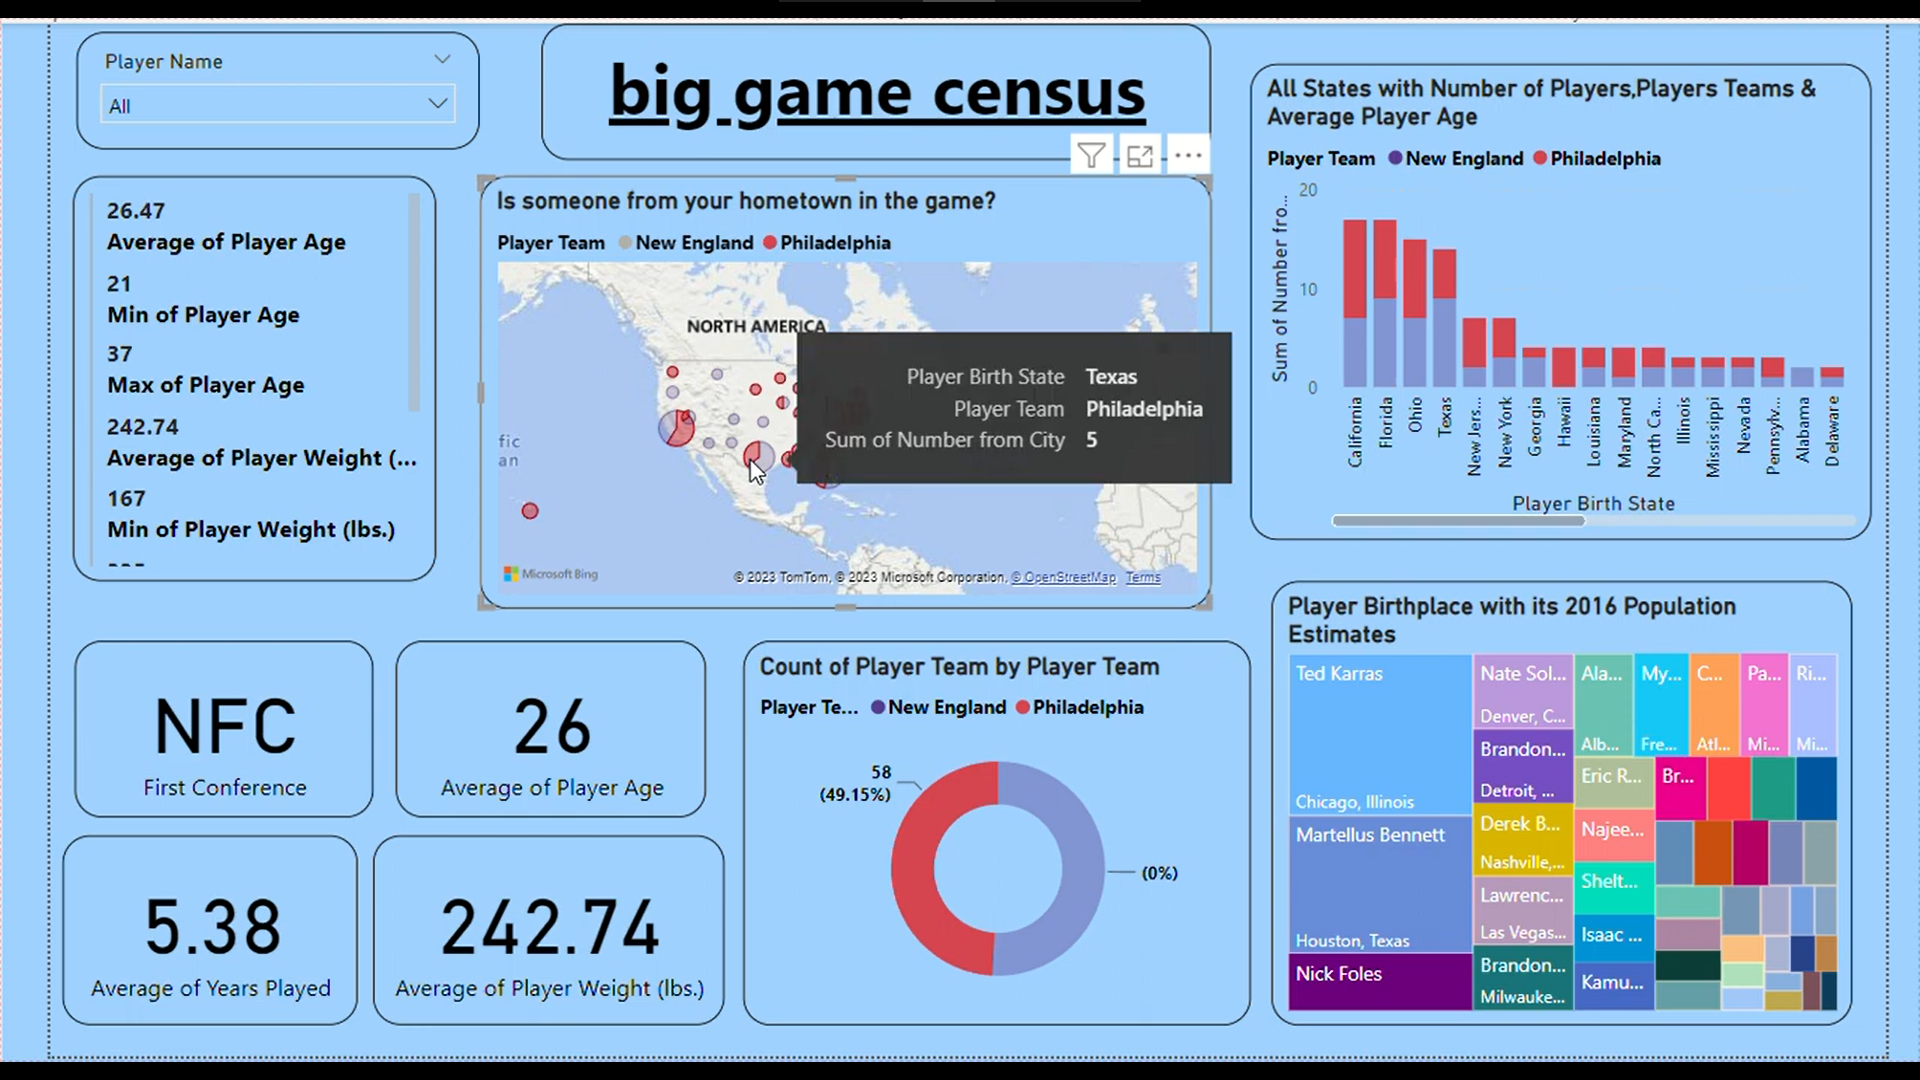 Player Name
All
big game census
26.47
Average of Player Age
21
Min of Player Age
37
Max of Player Age
242.74
Average of Player Weight (...
167
Min of Player Weight (lbs.)
Is someone from your hometown in the game?
Player Team New England Philadelphia
NORTH AMERICA
fic
an
Player Birth State Texas
Player Team Philadelphia
Sum of Number from City 5
Microsoft Bing
© 2023 TomTom, © 2023 Microsoft Corporation, © OpenStreetMap Terms
All States with Number of Players,Players Teams &
Average Player Age
Player Team New England Philadelphia
Sum of Number fro...
20
10
0
California
Florida
Ohio
Texas
New Jers...
New York
Georgia
Hawaii
Louisiana
Maryland
North Ca...
Illinois
Mississippi
Nevada
Pennsylv...
Alabama
Delaware
Player Birth State
NFC
First Conference
26
Average of Player Age
5.38
Average of Years Played
242.74
Average of Player Weight (lbs.)
Count of Player Team by Player Team
Player Te... New England Philadelphia
58
(49.15%)
(0%)
Player Birthplace with its 2016 Population
Estimates
Ted Karras
Chicago, Illinois
Martellus Bennett
Houston, Texas
Nick Foles
Nate Sol...
Denver, C...
Brandon...
Detroit, ...
Derek B...
Nashville,...
Lawrenc...
Las Vegas...
Brandon...
Milwauke...
Ala...
Alb...
My...
Fre...
C...
Atl...
Pa...
Mi...
Ri...
Mi...
Eric R...
Br...
Najee...
Shelt...
Isaac ...
Kamu...